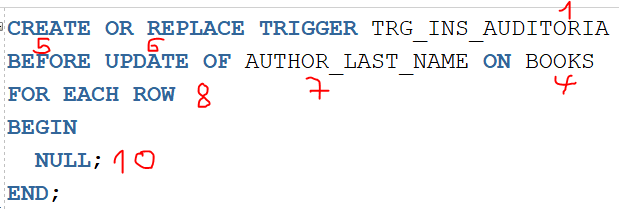 CREATE OR REPLACE TRIGGER TRG_INS_AUDITORIA
1
5 6
BEFORE UPDATE OF AUTHOR_LAST_NAME ON BOOKS
7 4
FOR EACH ROW 8
BEGIN
NULL; 10
END;